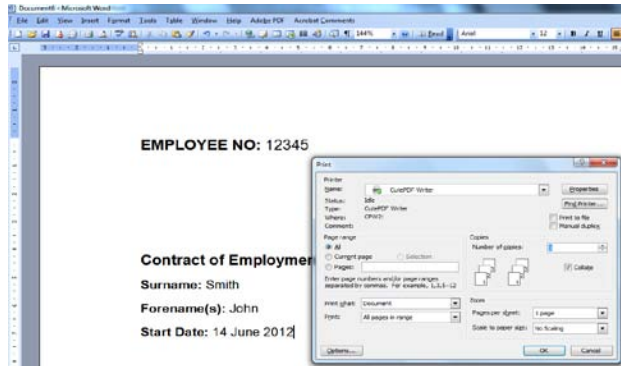 Document6 - Microsoft Word
File Edit View Insert Format Tools Table Window Help Adobe PDF Acrobat Comments
144% Read Arial 12 B I U
EMPLOYEE NO: 12345
Contract of Employmen
Surname: Smith
Forename(s): John
Start Date: 14 June 2012
Print
Printer
Name: CutePDF Writer Properties
Status: Idle Find Printer...
Type: CutePDF Writer
Where: CPW2: Print to file
Comment: Manual duplex
Page range Copies
All Number of copies:
Current page Selection
Pages: Collate
Enter page numbers and/or page ranges
separated by commas. For example, 1,3,5-12
Print what: Document Zoom
Print: All pages in range Pages per sheet: 1 page
Scale to paper size: No Scaling
Options... OK Cancel